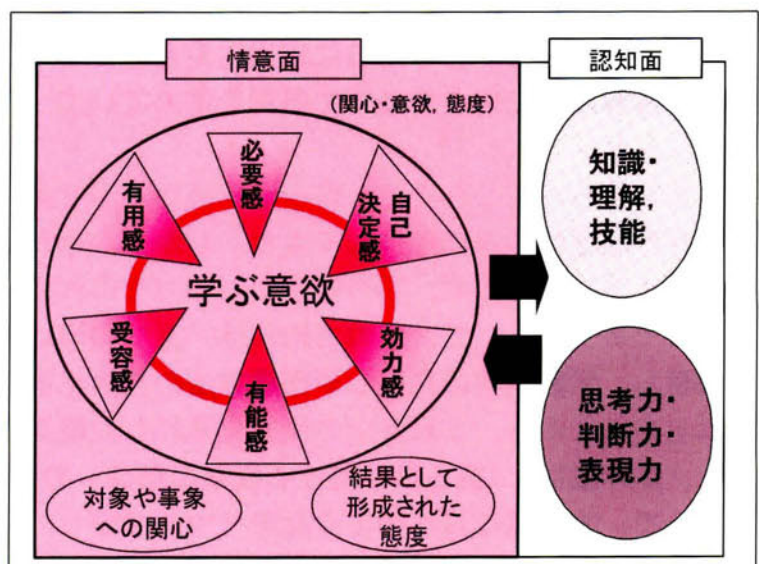 情意面
認知面
(関心・意欲, 態度)
必要感
有用感
自己
決定感
学ぶ意欲
受容感
有能感
効力感
対象や事象
への関心
結果として
形成された
態度
知識・
理解,
技能
思考力・
判断力・
表現力